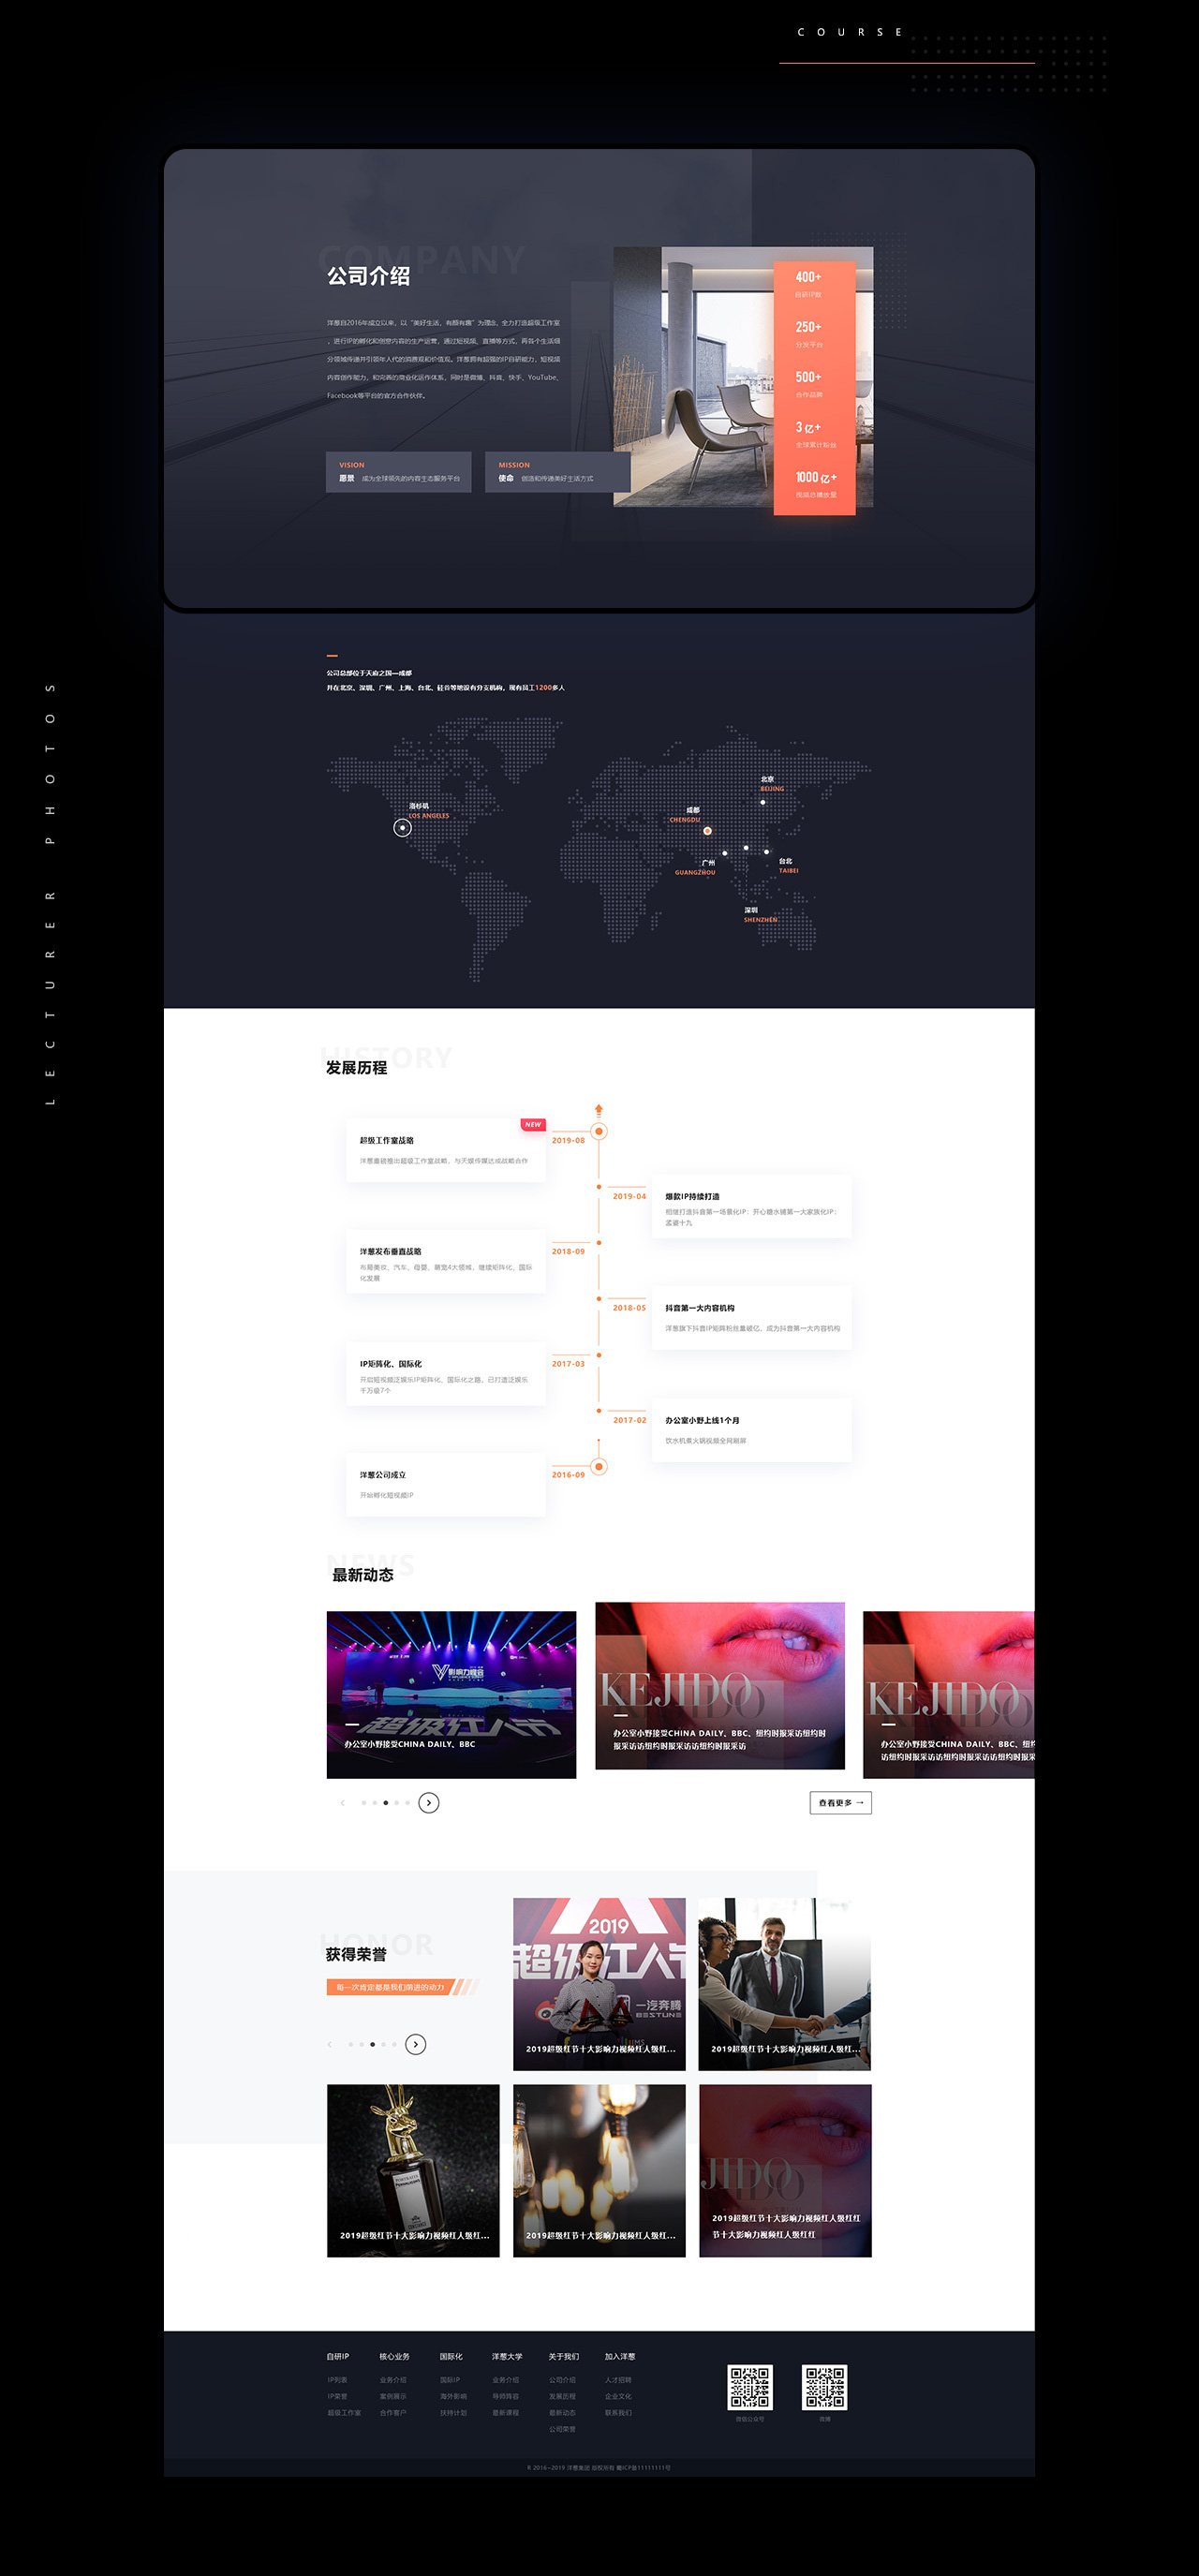 COURSE
LECTURER PHOTOS
COMPANY
公司介绍
洋葱自2016年成立以来，以“美好生活，有颜有趣”为理念，全力打造超级工作室
，进行IP的孵化和创意内容的生产运营，通过短视频、直播等方式，向各个生活细
分领域传递并引领年人代的消费观和价值观。洋葱拥有超强的IP自研能力，短视频
内容创作能力，和完善的商业化运作体系，同时是微博、抖音、快手、YouTube、
Facebook等平台的官方合作伙伴。
VISION
愿景 成为全球领先的内容生态服务平台
MISSION
使命 创造和传递美好生活方式
400+
自研IP数
250+
分发平台
500+
合作品牌
3亿+
全球累计粉丝
1000亿+
视频总播放量
公司总部位于天府之国—成都
并在北京、深圳、广州、上海、台北、硅谷等地设有分支机构，现有员工1200多人
洛杉矶
LOS ANGELES
北京
BEIJING
成都
CHENGDU
广州
GUANGZHOU
台北
TAIBEI
深圳
SHENZHEN
HISTORY
发展历程
NEW
超级工作室战略
洋葱重磅推出超级工作室战略，与天娱传媒达成战略合作
2019-08
2019-04
爆款IP持续打造
相继打造抖音第一场景化IP：开心糖水铺第一大家族化IP：
孟婆十九
洋葱发布垂直战略
布局美妆、汽车、母婴、萌宠4大领域，继续矩阵化、国际
化发展
2018-09
2018-05
抖音第一大内容机构
洋葱旗下抖音IP矩阵粉丝量破亿，成为抖音第一大内容机构
IP矩阵化、国际化
开启短视频泛娱乐IP矩阵化、国际化之路，已打造泛娱乐
千万级7个
2017-03
2017-02
办公室小野上线1个月
饮水机煮火锅视频全网刷屏
洋葱公司成立
开始孵化短视频IP
2016-09
NEWS
最新动态
影响力峰会
超级红人节
办公室小野接受CHINA DAILY、BBC
KEJIDO
办公室小野接受CHINA DAILY、BBC、纽约时报采访纽约时
报采访访纽约时报采访访纽约时报采访
KEJIDO
办公室小野接受CHINA DAILY、BBC、纽约
访纽约时报采访访纽约时报采访访纽约时报采
查看更多 →
HONOR
获得荣誉
每一次肯定都是我们前进的动力
2019
超级红人节
一汽奔腾
BESTUNE
2019超级红节十大影响力视频红人级红...
2019超级红节十大影响力视频红人级红...
2019超级红节十大影响力视频红人级红...
2019超级红节十大影响力视频红人级红...
JIDO
2019超级红节十大影响力视频红人级红红
节十大影响力视频红人级红红
自研IP 核心业务 国际化 洋葱大学 关于我们 加入洋葱
IP列表 业务介绍 国际IP 业务介绍 公司介绍 人才招聘
IP荣誉 案例展示 海外影响 导师阵容 发展历程 企业文化
超级工作室 合作客户 扶持计划 最新课程 最新动态 联系我们
公司荣誉
微信公众号 微博
© 2016-2019 洋葱集团 版权所有 蜀ICP备11111111号